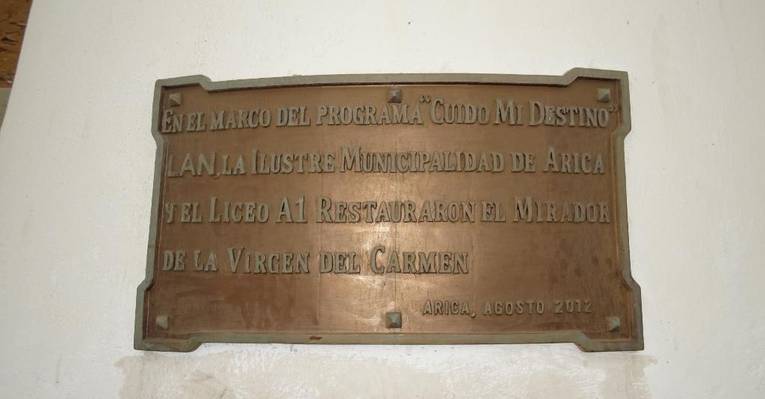 EN EL MARCO DEL PROGRAMA "CUIDO MI DESTINO"
LAN, LA ILUSTRE MUNICIPALIDAD DE ARICA
Y EL LICEO A1 RESTAURARON EL MIRADOR
DE LA VIRGEN DEL CARMEN
ARICA, AGOSTO 2012